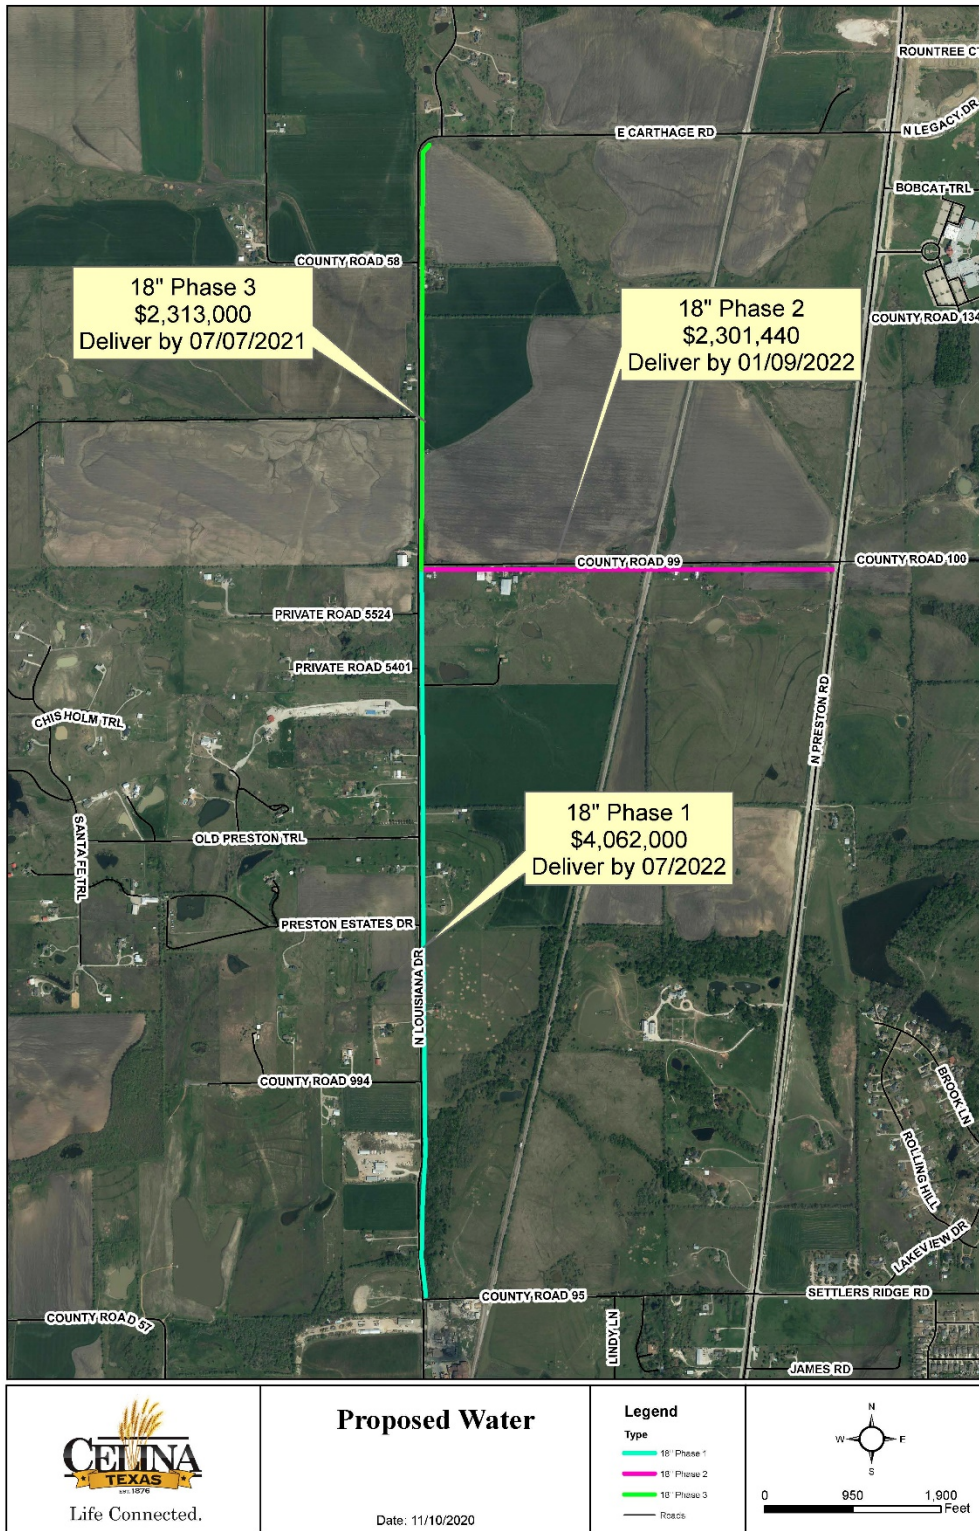 ROUNTREE CT
E CARTHAGE RD
N LEGACY DR
BOBCAT TRL
COUNTY ROAD 58
18" Phase 3
$2,313,000
Deliver by 07/07/2021
18" Phase 2
$2,301,440
Deliver by 01/09/2022
COUNTY ROAD 134
COUNTY ROAD 99
COUNTY ROAD 100
PRIVATE ROAD 5524
PRIVATE ROAD 5401
CHISHOLM TRL
N PRESTON RD
18" Phase 1
$4,062,000
Deliver by 07/2022
OLD PRESTON TRL
SANTA FE TRL
PRESTON ESTATES DR
N LOUISIANA DR
COUNTY ROAD 994
BROOK LN
ROLLING HILL
LAKEVIEW DR
COUNTY ROAD 95
SETTLERS RIDGE RD
COUNTY ROAD 57
LINDY LN
JAMES RD
CELINA
TEXAS
EST. 1876
Life Connected.
Proposed Water
Date: 11/10/2020
Legend
Type
18" Phase 1
18" Phase 2
18" Phase 3
Roads
N
W E
S
0 950 1,900
Feet